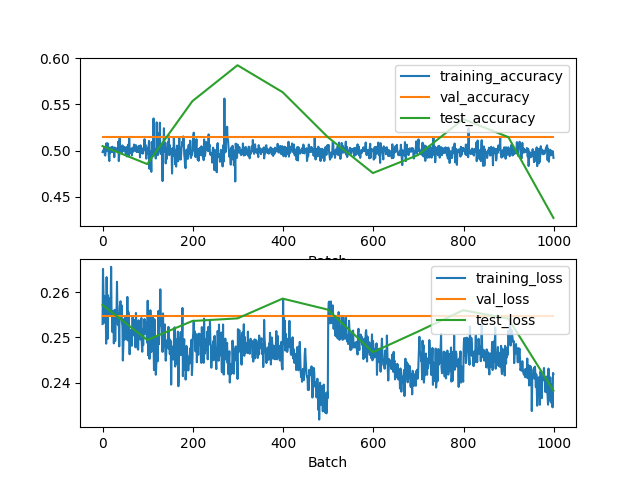 0.60
0.55
0.50
0.45
training_accuracy
val_accuracy
test_accuracy
0 200 400 600 800 1000
Batch
0.26
0.25
0.24
training_loss
val_loss
test_loss
0 200 400 600 800 1000
Batch